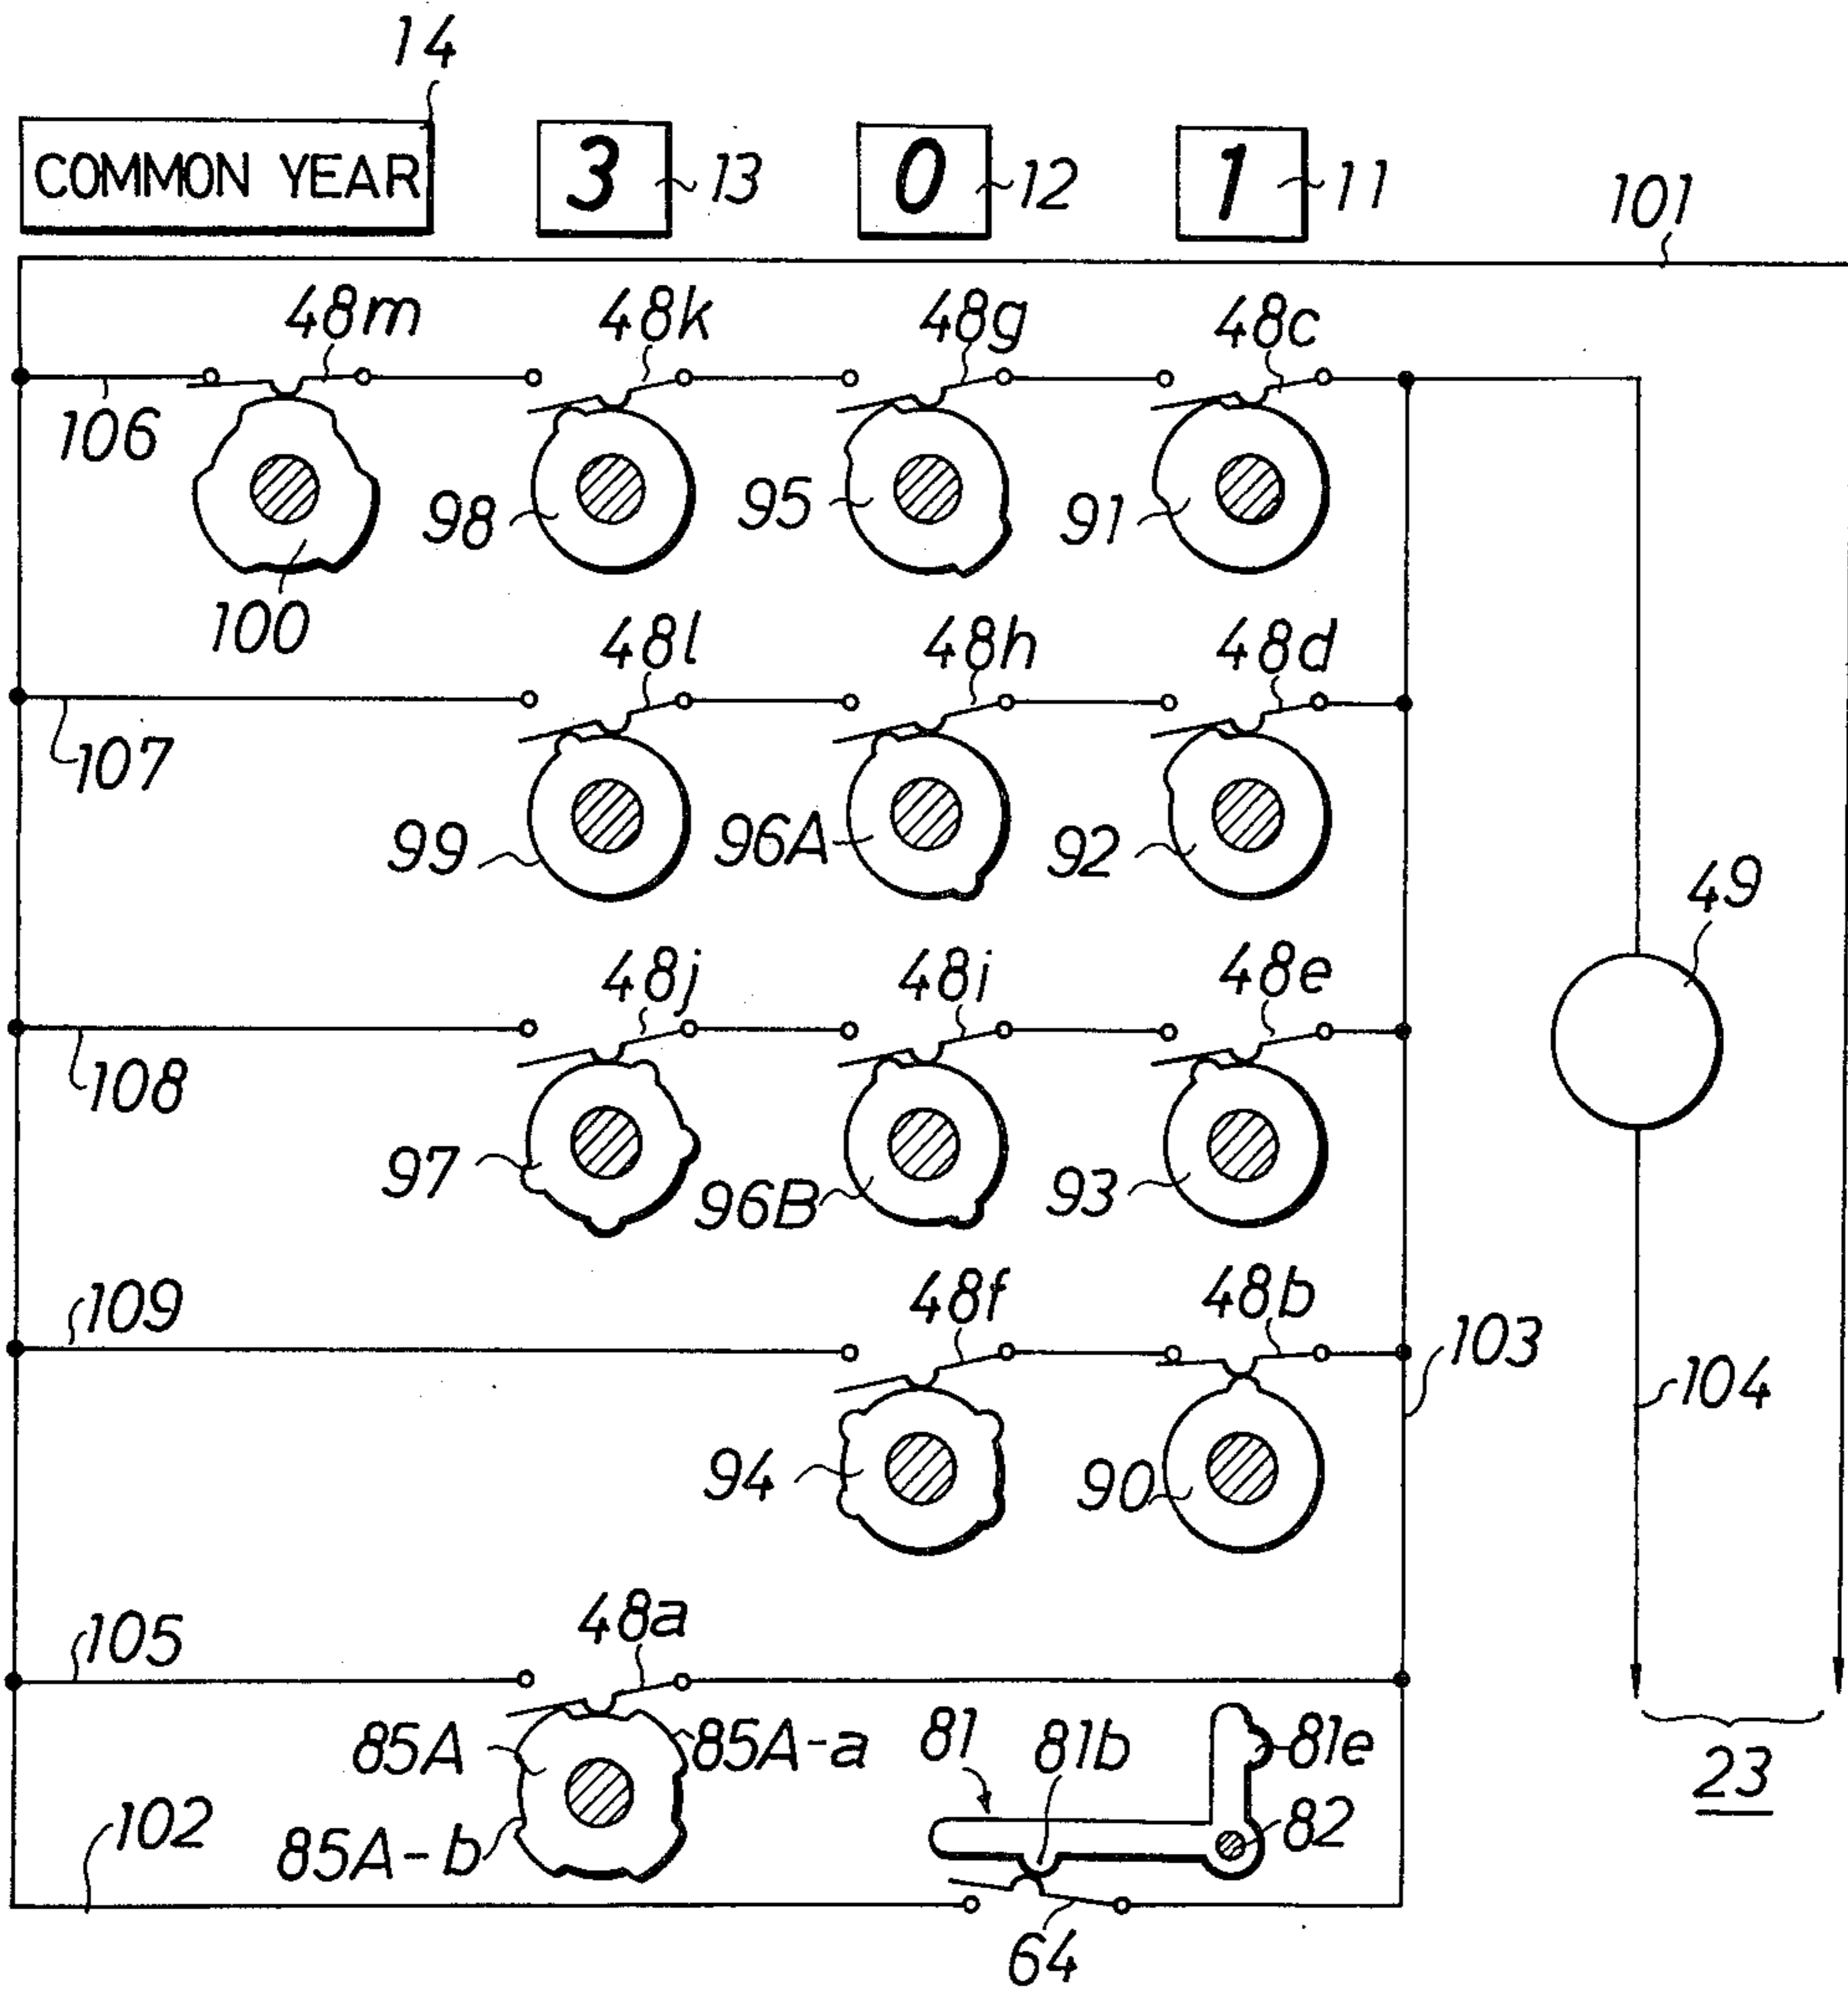 14
COMMON YEAR 3 13 0 12 1 11
101
48m 48k 48g 48c
106
98 95 91
100
48l 48h 48d
107
99 96A 92
49
48j 48i 48e
108
97 96B 93
109 48f 48b
103
104
94 90
105 48a
85A 85A-a 81 81b 81e
23
102 85A-b 82
64